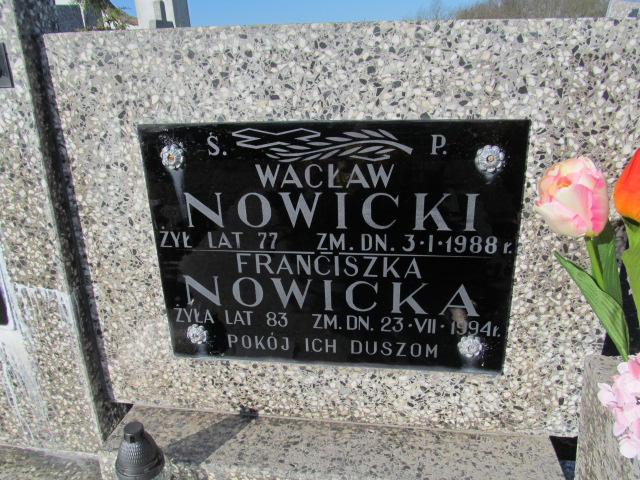 Ś. P.
WACŁAW
NOWICKI
ŻYŁ LAT 77 ZM. DN. 3·I·1988 r.
FRANCISZKA
NOWICKA
ŻYŁA LAT 83 ZM. DN. 23·VII·1994r.
POKÓJ ICH DUSZOM